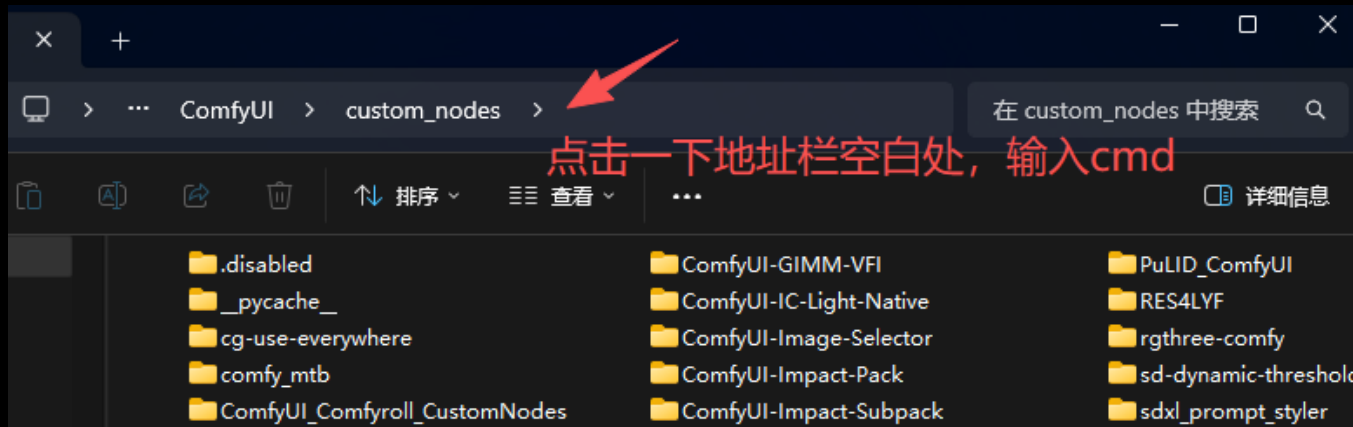 ComfyUI > custom_nodes >
在 custom_nodes 中搜索
点击一下地址栏空白处，输入cmd
排序
查看
详细信息
.disabled
__pycache__
cg-use-everywhere
comfy_mtb
ComfyUI_Comfyroll_CustomNodes
ComfyUI-GIMM-VFI
ComfyUI-IC-Light-Native
ComfyUI-Image-Selector
ComfyUI-Impact-Pack
ComfyUI-Impact-Subpack
PuLID_ComfyUI
RES4LYF
rgthree-comfy
sd-dynamic-threshold
sdxl_prompt_styler